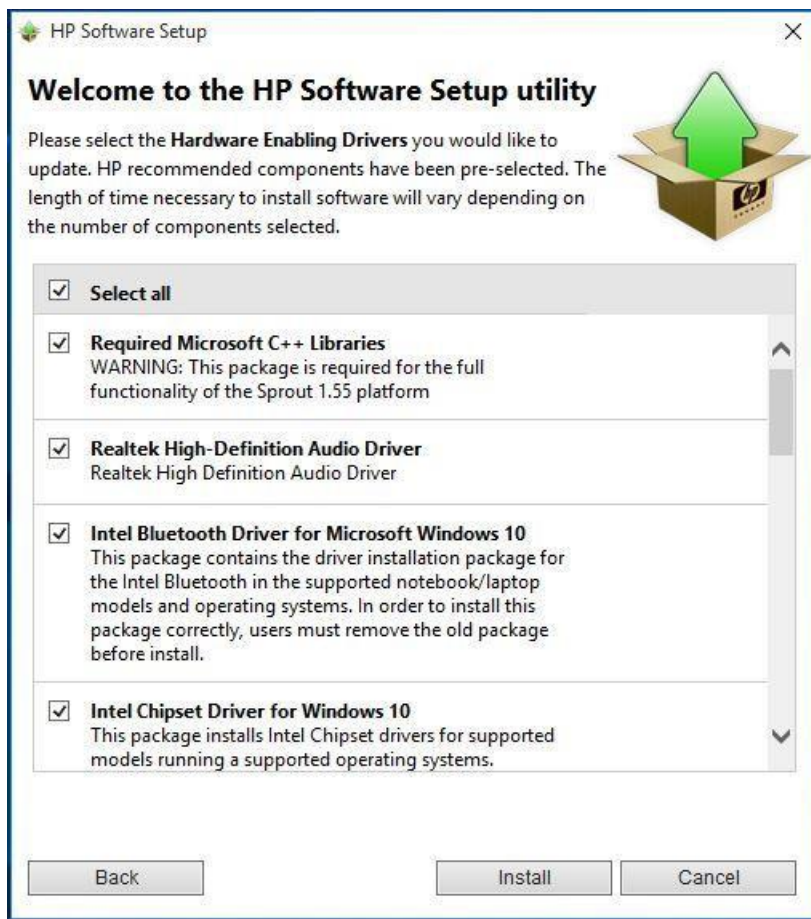 HP Software Setup
Welcome to the HP Software Setup utility
Please select the Hardware Enabling Drivers you would like to
update. HP recommended components have been pre-selected. The
length of time necessary to install software will vary depending on
the number of components selected.
hp
Select all
Required Microsoft C++ Libraries
WARNING: This package is required for the full
functionality of the Sprout 1.55 platform
Realtek High-Definition Audio Driver
Realtek High Definition Audio Driver
Intel Bluetooth Driver for Microsoft Windows 10
This package contains the driver installation package for
the Intel Bluetooth in the supported notebook/laptop
models and operating systems. In order to install this
package correctly, users must remove the old package
before install.
Intel Chipset Driver for Windows 10
This package installs Intel Chipset drivers for supported
models running a supported operating systems.
Back
Install
Cancel